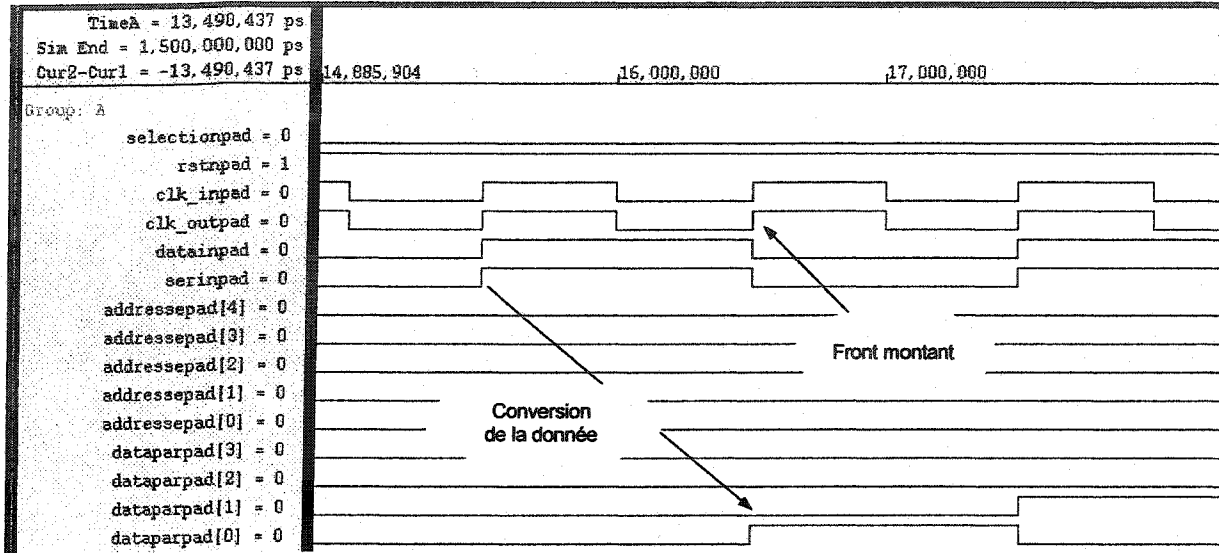 TimeA = 13,490,437 ps
Sim End = 1,500,000,000 ps
Cur2-Cur1 = -13,490,437 ps
14,885,904
16,000,000
17,000,000
Group: A
selectionpad = 0
rstnpad = 1
clk_inpad = 0
clk_outpad = 0
datainpad = 0
serinpad = 0
addressepad[4] = 0
addressepad[3] = 0
addressepad[2] = 0
addressepad[1] = 0
addressepad[0] = 0
dataparpad[3] = 0
dataparpad[2] = 0
dataparpad[1] = 0
dataparpad[0] = 0
Front montant
Conversion
de la donnée